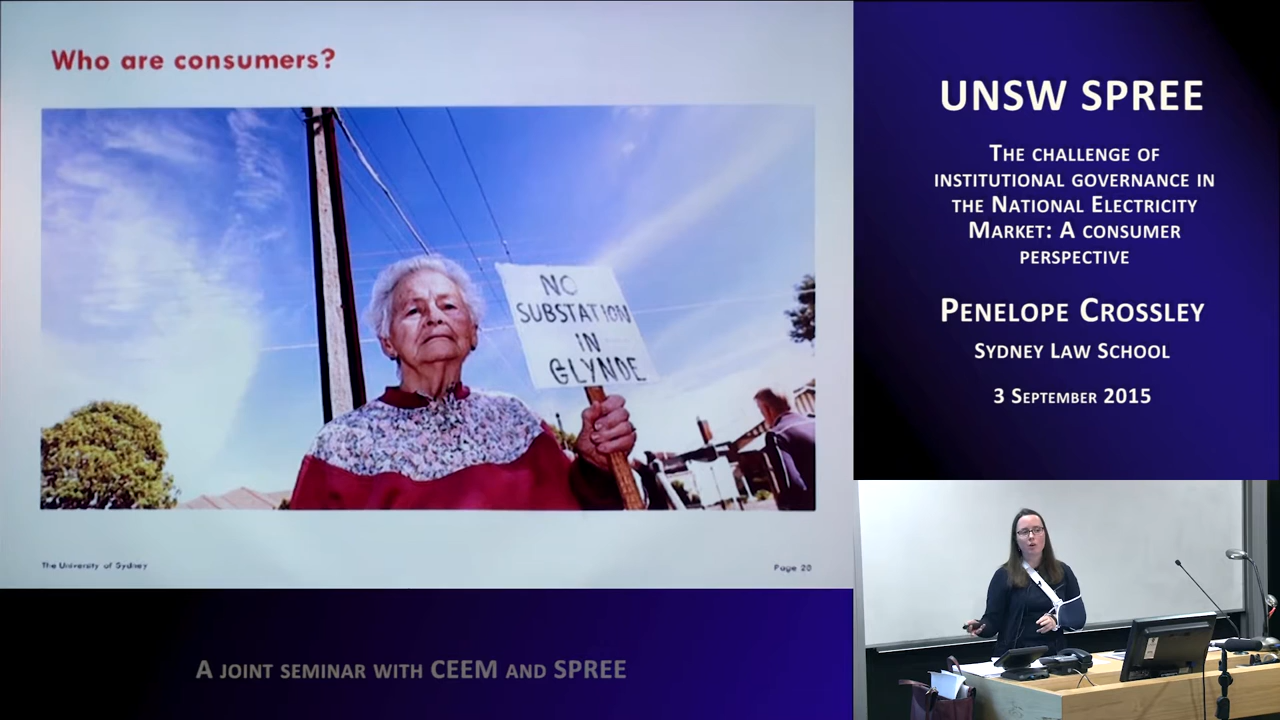 Who are consumers?
NO
SUBSTATION
IN
GLYNDE
The University of Sydney
Page 20
UNSW SPREE
THE CHALLENGE OF
INSTITUTIONAL GOVERNANCE IN
THE NATIONAL ELECTRICITY
MARKET: A CONSUMER
PERSPECTIVE
PENELOPE CROSSLEY
SYDNEY LAW SCHOOL
3 SEPTEMBER 2015
A JOINT SEMINAR WITH CEEM AND SPREE